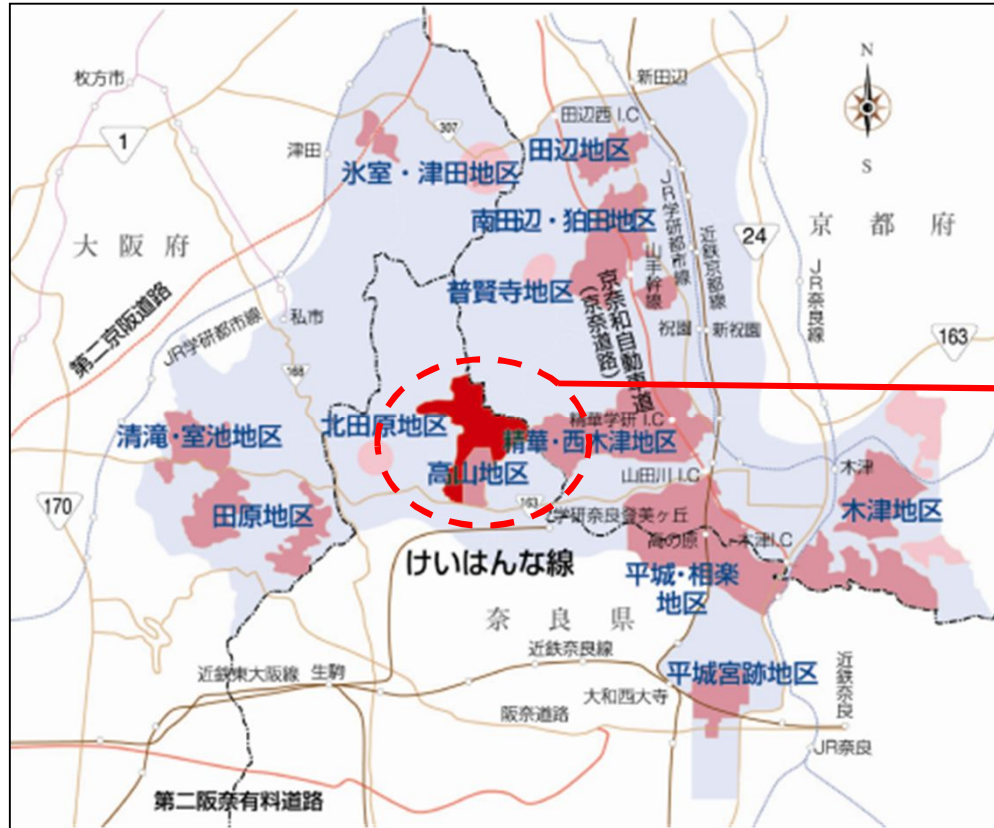 枚方市
1
津田
307
新田辺
田辺西 I.C
N
S
氷室・津田地区
田辺地区
南田辺・狛田地区
大阪府
京都府
24
JR学研都市線
近鉄京都線
JR奈良線
山手幹線
普賢寺地区
京奈和自動車道
(京奈道路)
第二京阪道路
JR学研都市線
私市
祝園
新祝園
163
168
清滝・室池地区
北田原地区
精華学研 I.C
精華・西木津地区
高山地区
山田川 I.C
木津
170
田原地区
163
学研奈良登美ヶ丘
木津地区
高の原
木津I.C
けいはんな線
平城・相楽
地区
奈良県
近鉄東大阪線
生駒
近鉄奈良線
平城宮跡地区
大和西大寺
近鉄奈良
阪奈道路
JR奈良
第二阪奈有料道路